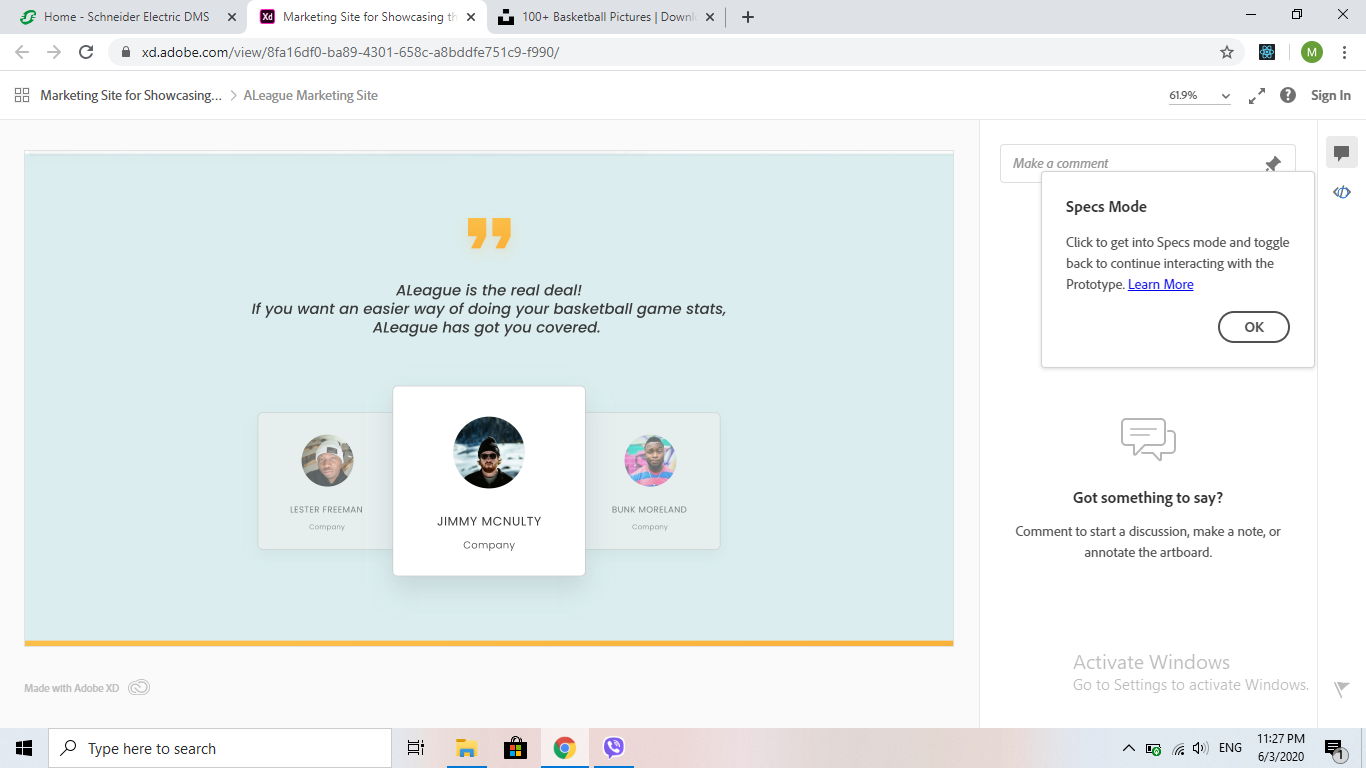 Home - Schneider Electric DMS
Xd
Marketing Site for Showcasing th
100+ Basketball Pictures | Downl
xd.adobe.com/view/8fa16df0-ba89-4301-658c-a8bddfe751c9-f990/
M
Marketing Site for Showcasing...
ALeague Marketing Site
61.9%
?
Sign In
Make a comment
Specs Mode
Click to get into Specs mode and toggle
back to continue interacting with the
Prototype. Learn More
OK
ALeague is the real deal!
If you want an easier way of doing your basketball game stats,
ALeague has got you covered.
LESTER FREEMAN
Company
JIMMY MCNULTY
Company
BUNK MORELAND
Company
Got something to say?
Comment to start a discussion, make a note, or
annotate the artboard.
Made with Adobe XD
Activate Windows
Go to Settings to activate Windows.
Type here to search
ENG
11:27 PM
6/3/2020
1